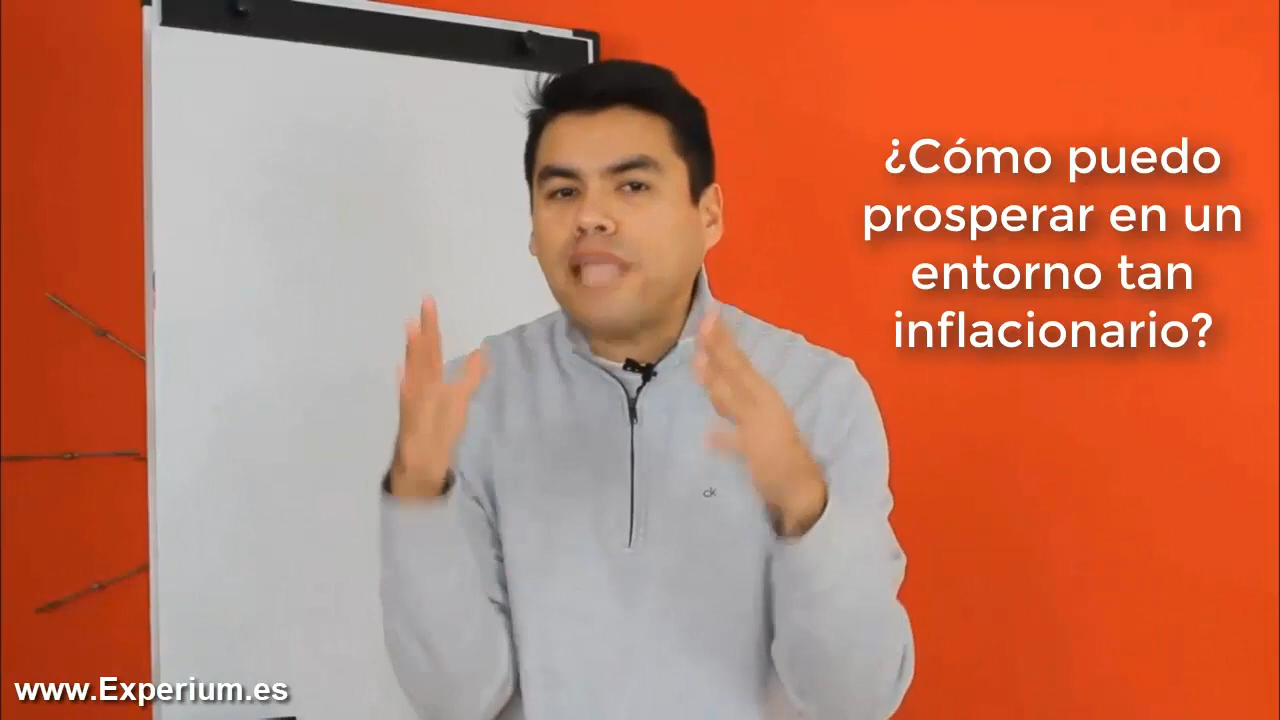 ¿Cómo puedo
prosperar en un
entorno tan
inflacionario?
ck
www.Experium.es